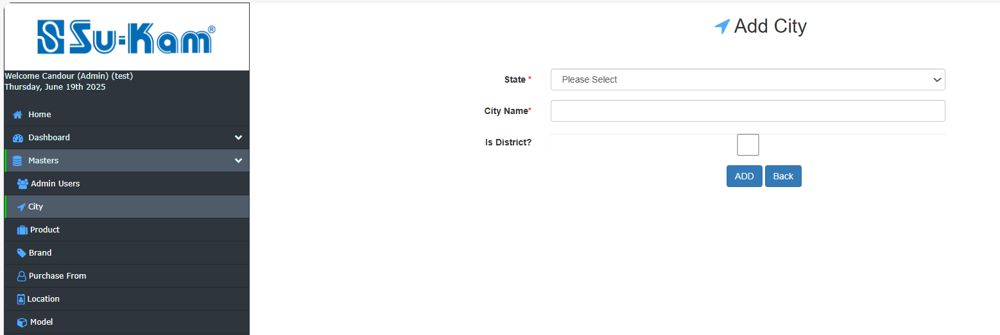 Su-Kam®
Welcome Candour (Admin) (test)
Thursday, June 19th 2025
Home
Dashboard
Masters
Admin Users
City
Product
Brand
Purchase From
Location
Model
Add City
State *
Please Select
City Name*
Is District?
ADD
Back